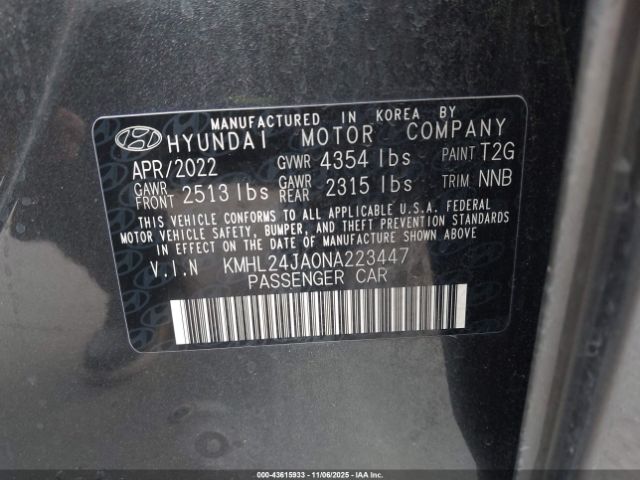 MANUFACTURED IN KOREA BY
HYUNDAI MOTOR COMPANY
APR/2022 GVWR 4354 lbs PAINT T2G
GAWR FRONT 2513 lbs GAWR REAR 2315 lbs TRIM NNB
THIS VEHICLE CONFORMS TO ALL APPLICABLE U.S.A. FEDERAL
MOTOR VEHICLE SAFETY, BUMPER, AND THEFT PREVENTION STANDARDS
IN EFFECT ON THE DATE OF MANUFACTURE SHOWN ABOVE.
V.I.N KMHL24JA0NA223447
PASSENGER CAR
000-43615933 11/06/2025 IAA, INC.